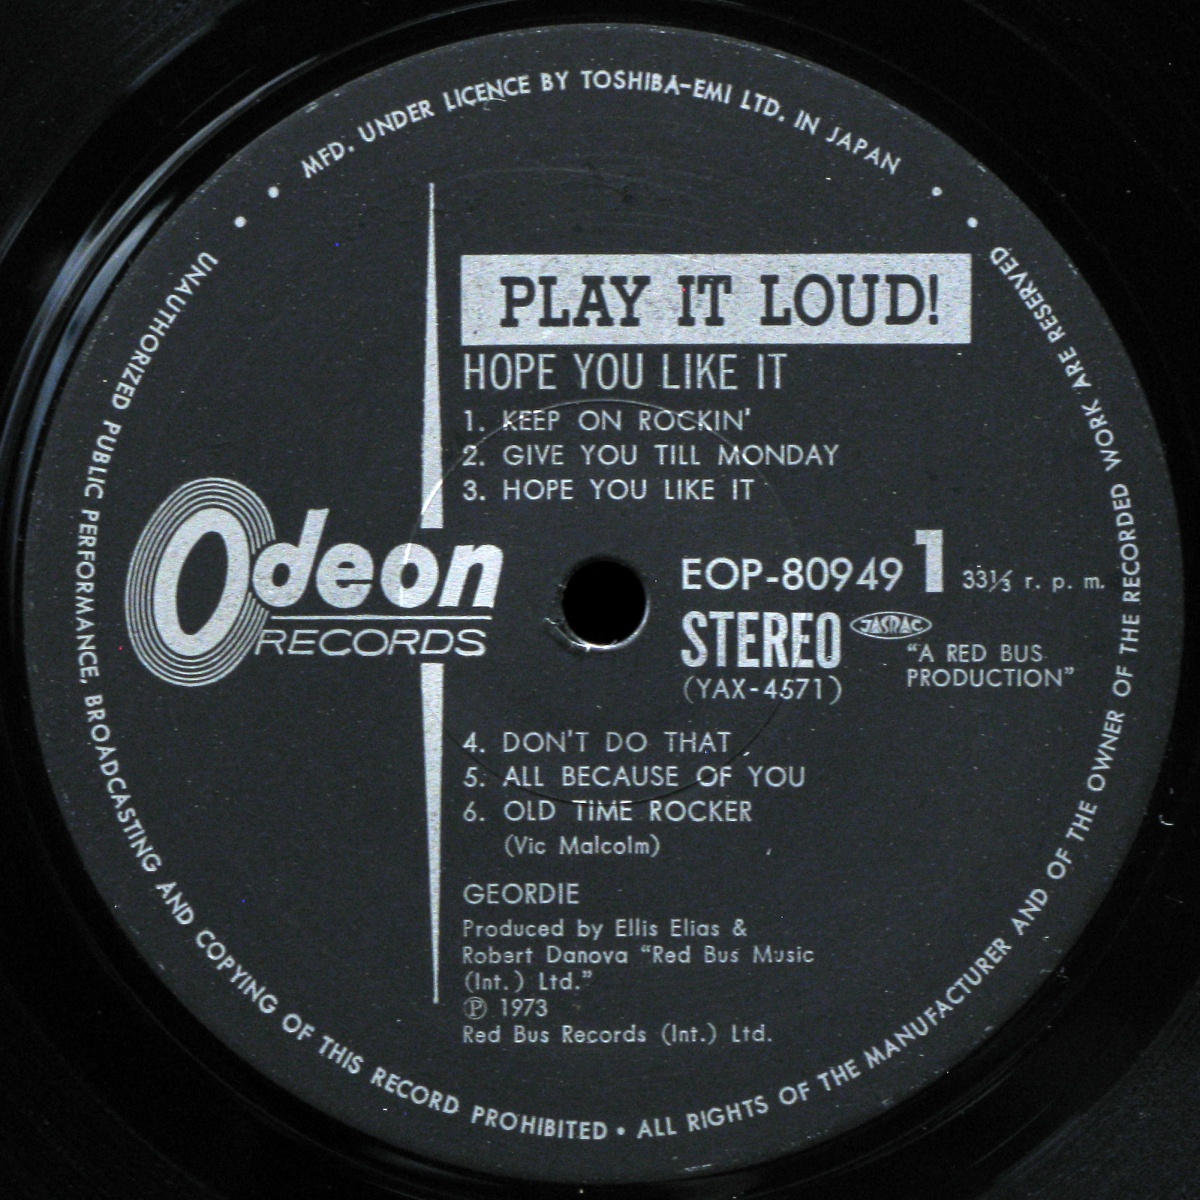 MFD. UNDER LICENCE BY TOSHIBA-EMI LTD. IN JAPAN
PLAY IT LOUD!
HOPE YOU LIKE IT
1. KEEP ON ROCKIN'
2. GIVE YOU TILL MONDAY
3. HOPE YOU LIKE IT
Odeon
RECORDS
EOP-80949 1 33⅓ r. p. m.
STEREO JASRAC
(YAX-4571)
"A RED BUS
PRODUCTION"
4. DON'T DO THAT
5. ALL BECAUSE OF YOU
6. OLD TIME ROCKER
(Vic Malcolm)
GEORDIE
Produced by Ellis Elias &
Robert Danova "Red Bus Music
(Int.) Ltd."
Ⓟ 1973
Red Bus Records (Int.) Ltd.
UNAUTHORIZED PUBLIC PERFORMANCE, BROADCASTING AND COPYING OF THIS RECORD PROHIBITED • ALL RIGHTS OF THE MANUFACTURER AND OF THE OWNER OF THE RECORDED WORK ARE RESERVED